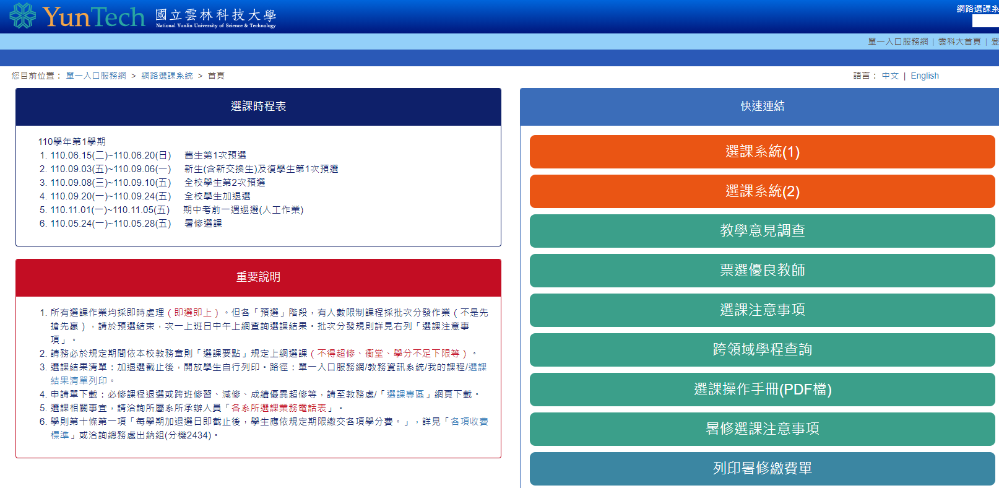 YunTech 國立雲林科技大學
National Yunlin University of Science & Technology
網路選課系
單一入口服務網 | 雲科大首頁 | 登
您目前位置： 單一入口服務網 > 網路選課系統 > 首頁
語言： 中文 | English
選課時程表
110學年第1學期
1. 110.06.15(二)~110.06.20(日) 舊生第1次預選
2. 110.09.03(五)~110.09.06(一) 新生(含新交換生)及復學生第1次預選
3. 110.09.08(三)~110.09.10(五) 全校學生第2次預選
4. 110.09.20(一)~110.09.24(五) 全校學生加退選
5. 110.11.01(一)~110.11.05(五) 期中考前一週退選(人工作業)
6. 110.05.24(一)~110.05.28(五) 暑修選課
重要說明
1. 所有選課作業均採即時處理（即選即上）。但各「預選」階段，有人數限制課程採批次分發作業（不是先
搶先贏），請於預選結束，次一上班日中午上網查詢選課結果。批次分發規則詳見右列「選課注意事
項」。
2. 請務必於規定期間依本校教務章則「選課要點」規定上網選課（不得超修、衝堂、學分不足下限等）。
3. 選課結果清單：加退選截止後，開放學生自行列印。路徑：單一入口服務網/教務資訊系統/我的課程/選課
結果清單列印。
4. 申請單下載：必修課程退選或跨班修習、減修、成績優異超修等，請至教務處/「選課專區」網頁下載。
5. 選課相關事宜，請洽詢所屬系所承辦人員「各系所選課業務電話表」。
6. 學則第十條第一項「每學期加退選日即截止後，學生應依規定期限繳交各項學分費。」，詳見「各項收費
標準」或洽詢總務處出納組(分機2434)。
快速連結
選課系統(1)
選課系統(2)
教學意見調查
票選優良教師
選課注意事項
跨領域學程查詢
選課操作手冊(PDF檔)
暑修選課注意事項
列印暑修繳費單